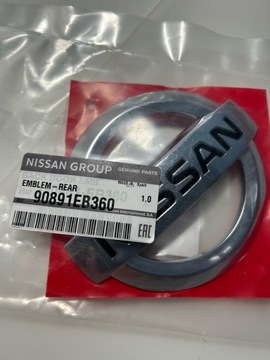 NISSAN
NISSAN GROUP GENUINE PARTS
EMBLEM-REAR
90891EB360
1.0
EAC